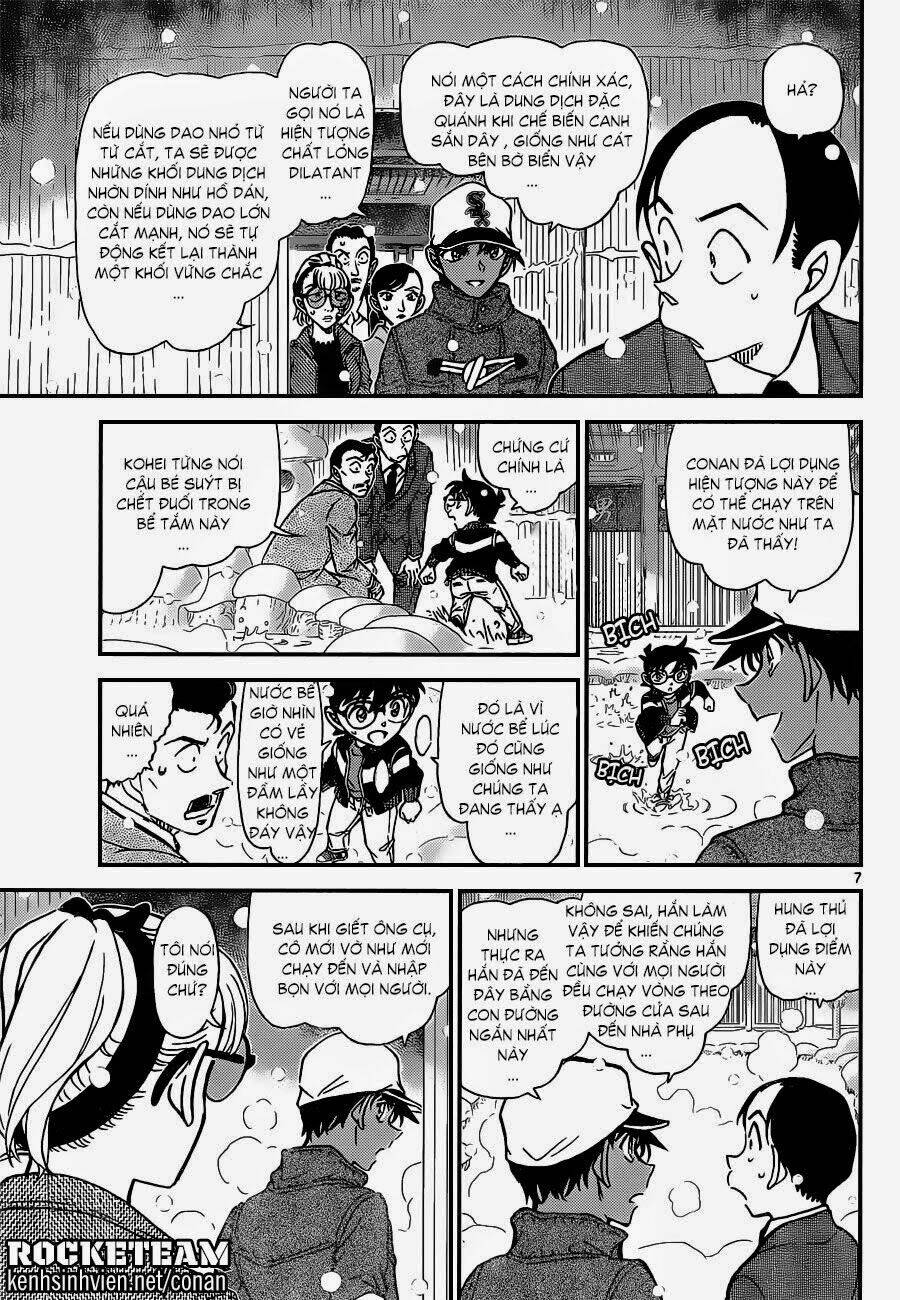 HẢ?
NÓI MỘT CÁCH CHÍNH XÁC,
ĐÂY LÀ DUNG DỊCH ĐẶC
QUÁNH KHI CHẾ BIẾN CANH
SẮN DÂY , GIỐNG NHƯ CÁT
BÊN BỜ BIỂN VẬY
...
NGƯỜI TA
GỌI NÓ LÀ
HIỆN TƯỢNG
CHẤT LỎNG
DILATANT
...
NẾU DÙNG DAO NHỎ TỪ
TỪ CẮT, TA SẼ ĐƯỢC
NHỮNG KHỐI DUNG DỊCH
NHỜN DÍNH NHƯ HỒ DÁN,
CÒN NẾU DÙNG DAO LỚN
CẮT MẠNH, NÓ SẼ TỰ
ĐỘNG KẾT LẠI THÀNH
MỘT KHỐI VỮNG CHẮC
...
SAX
CONAN ĐÃ LỢI DỤNG
HIỆN TƯỢNG NÀY ĐỂ
CÓ THỂ CHẠY TRÊN
MẶT NƯỚC NHƯ TA
ĐÃ THẤY!
男
BỊCH
BỊCH
BỊCH
CHỨNG CỨ
CHÍNH LÀ
...
KOHEI TỪNG NÓI
CẬU BÉ SUÝT BỊ
CHẾT ĐUỐI TRONG
BỂ TẮM NÀY
...
ĐÓ LÀ VÌ
NƯỚC BỂ LÚC
ĐÓ CŨNG
GIỐNG NHƯ
CHÚNG TA
ĐANG THẤY Ạ
...
NƯỚC BỂ
GIỜ NHÌN
CÓ VẺ
GIỐNG
NHƯ MỘT
ĐẦM LẦY
KHÔNG
ĐÁY VẬY
...
QUẢ
NHIÊN
...
7
HUNG THỦ
ĐÃ LỢI
DỤNG ĐIỂM
NÀY
...
KHÔNG SAI, HẮN LÀM
VẬY ĐỂ KHIẾN CHÚNG
TA TƯỞNG RẰNG HẮN
CÙNG VỚI MỌI NGƯỜI
ĐỀU CHẠY VÒNG THEO
ĐƯỜNG CỬA SAU
ĐẾN NHÀ PHỤ
...
NHƯNG
THỰC RA
HẮN ĐÃ ĐẾN
ĐÂY BẰNG
CON ĐƯỜNG
NGẮN NHẤT
NÀY
...
SAU KHI GIẾT ÔNG CỤ,
CÔ MỚI VỜ NHƯ MỚI
CHẠY ĐẾN VÀ NHẬP
BỌN VỚI MỌI NGƯỜI.
TÔI NÓI
ĐÚNG
CHỨ?
ROCKETEAM
kenhsinhvien.net/conan